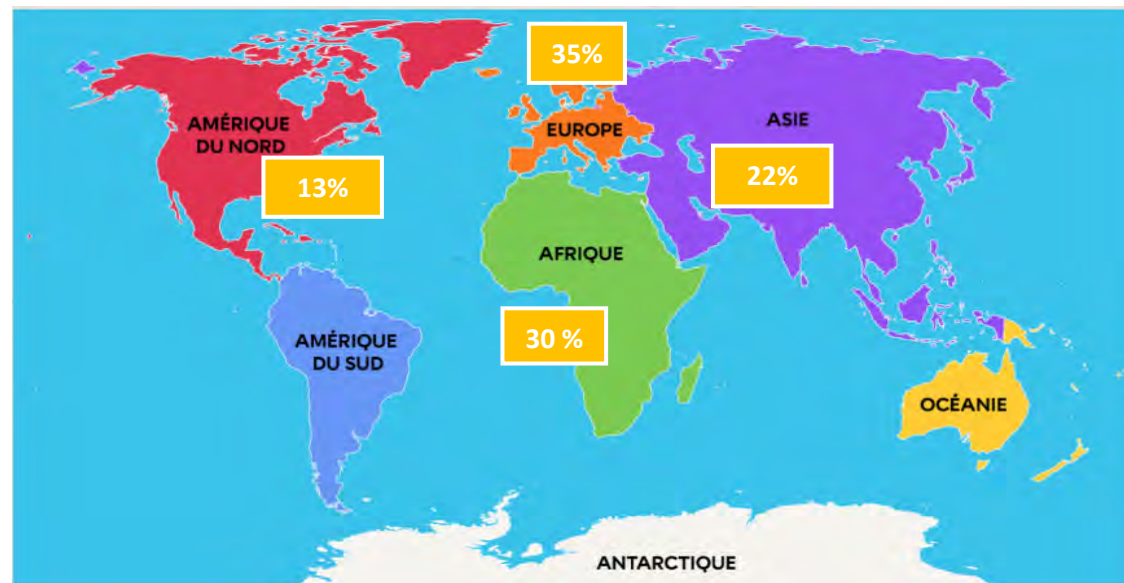 35%
AMÉRIQUE
DU NORD
EUROPE
ASIE
13%
22%
AFRIQUE
30 %
AMÉRIQUE
DU SUD
OCÉANIE
ANTARCTIQUE